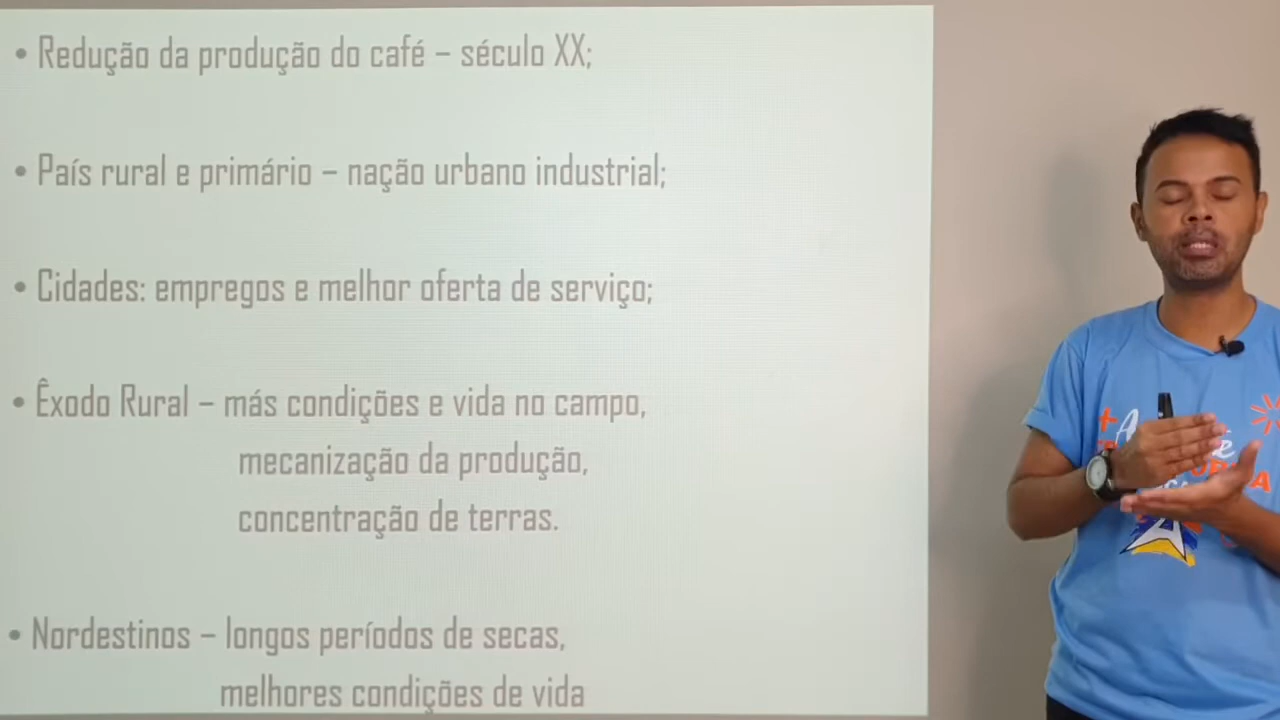 • Redução da produção do café – século XX;
• País rural e primário – nação urbano industrial;
• Cidades: empregos e melhor oferta de serviço;
• Êxodo Rural – más condições e vida no campo,
mecanização da produção,
concentração de terras.
• Nordestinos – longos períodos de secas,
melhores condições de vida